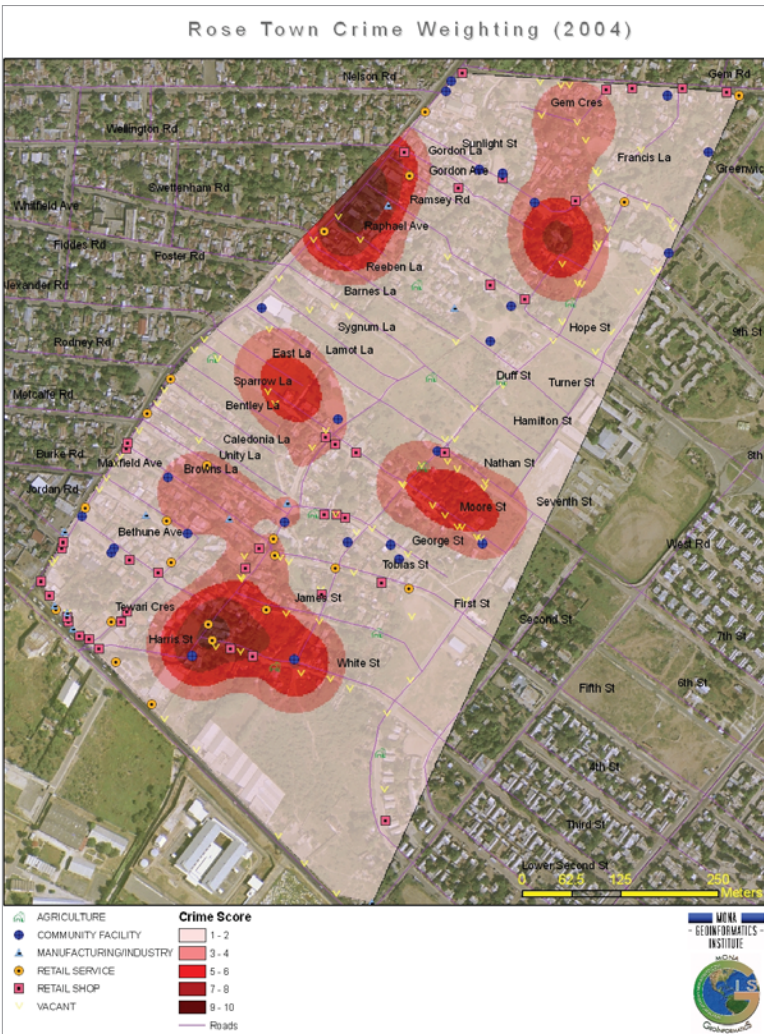 Rose Town Crime Weighting (2004)
Nelson Rd
Gem Rd
Gem Cres
Wellington Rd
Sunlight St
Gordon La
Francis La
Gordon Ave
Greenwic
Swettenham Rd
Ramsey Rd
Whitfield Ave
Raphael Ave
Fiddes Rd
Foster Rd
Reeben La
Alexander Rd
Barnes La
Sygnum La
Hope St
9th St
Rodney Rd
East La
Lamot La
Sparrow La
Duff St
Turner St
Metcalfe Rd
Bentley La
Hamilton St
Caledonia La
Burke Rd
Unity La
8th
Maxfield Ave
Browns La
Nathan St
Jordan Rd
Moore St
Seventh St
Bethune Ave
George St
West Rd
Tobias St
James St
First St
Tewari Cres
Second St
Harris St
7th St
White St
Fifth St
6th St
4th St
Third St
Lower Second St
0 62.5 125 250
Meters
AGRICULTURE
COMMUNITY FACILITY
MANUFACTURING/INDUSTRY
RETAIL SERVICE
RETAIL SHOP
VACANT
Crime Score
1 - 2
3 - 4
5 - 6
7 - 8
9 - 10
Roads
MONA
- GEOINFORMATICS -
INSTITUTE
MONA
GIS
GEOINFORMATICS